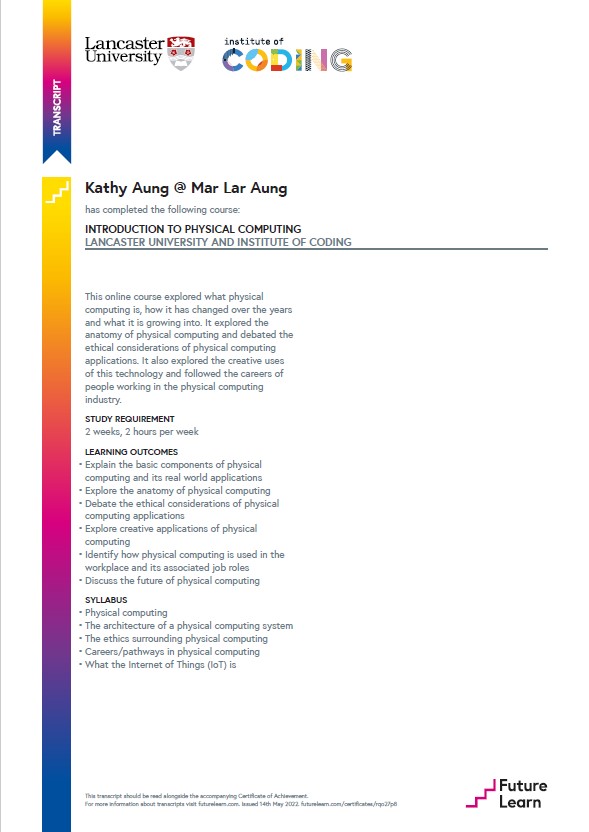 Lancaster
University
institute of
CODING
TRANSCRIPT
Kathy Aung @ Mar Lar Aung
has completed the following course:
INTRODUCTION TO PHYSICAL COMPUTING
LANCASTER UNIVERSITY AND INSTITUTE OF CODING
This online course explored what physical
computing is, how it has changed over the years
and what it is growing into. It explored the
anatomy of physical computing and debated the
ethical considerations of physical computing
applications. It also explored the creative uses
of this technology and followed the careers of
people working in the physical computing
industry.
STUDY REQUIREMENT
2 weeks, 2 hours per week
LEARNING OUTCOMES
• Explain the basic components of physical
computing and its real world applications
• Explore the anatomy of physical computing
• Debate the ethical considerations of physical
computing applications
• Explore creative applications of physical
computing
• Identify how physical computing is used in the
workplace and its associated job roles
• Discuss the future of physical computing
SYLLABUS
• Physical computing
• The architecture of a physical computing system
• The ethics surrounding physical computing
• Careers/pathways in physical computing
• What the Internet of Things (IoT) is
This transcript should be read alongside the accompanying Certificate of Achievement.
For more information about transcripts visit futurelearn.com. Issued 14th May 2022. futurelearn.com/certificates/rqo27p8
Future
Learn